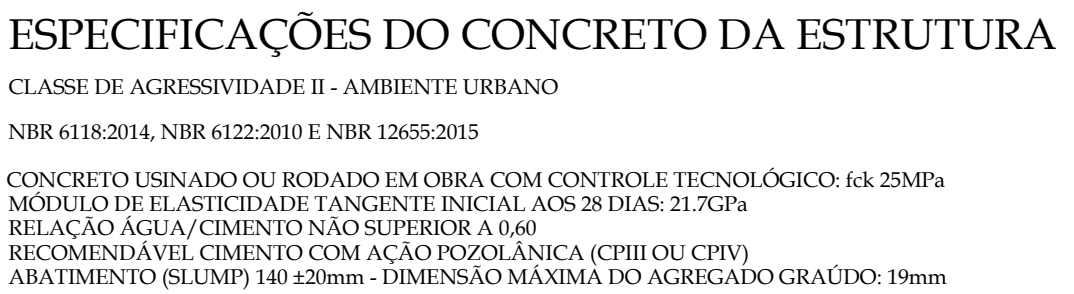 ESPECIFICAÇÕES DO CONCRETO DA ESTRUTURA
CLASSE DE AGRESSIVIDADE II - AMBIENTE URBANO
NBR 6118:2014, NBR 6122:2010 E NBR 12655:2015
CONCRETO USINADO OU RODADO EM OBRA COM CONTROLE TECNOLÓGICO: fck 25MPa
MÓDULO DE ELASTICIDADE TANGENTE INICIAL AOS 28 DIAS: 21.7GPa
RELAÇÃO ÁGUA/CIMENTO NÃO SUPERIOR A 0,60
RECOMENDÁVEL CIMENTO COM AÇÃO POZOLÂNICA (CPIII OU CPIV)
ABATIMENTO (SLUMP) 140 ±20mm - DIMENSÃO MÁXIMA DO AGREGADO GRAÚDO: 19mm